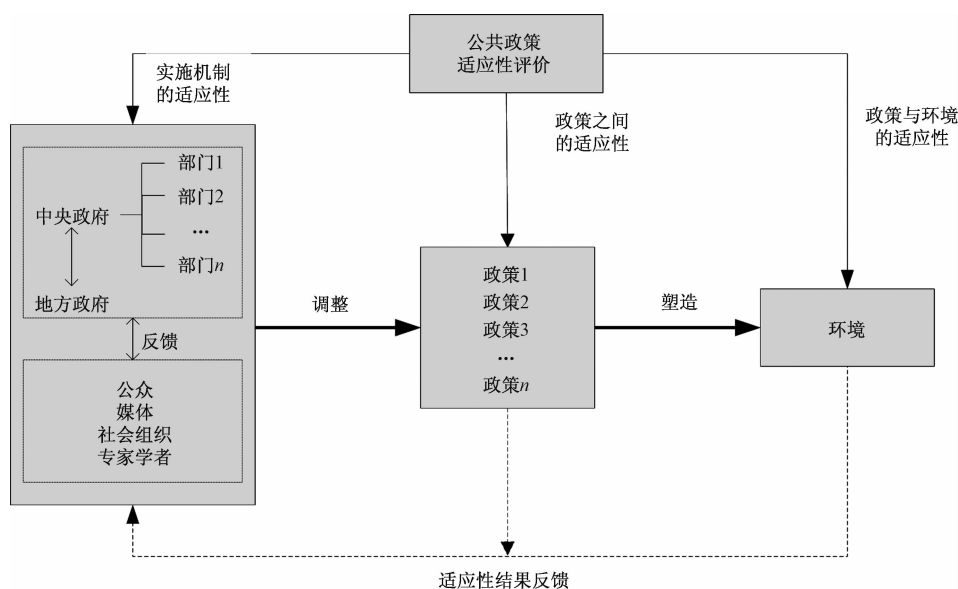 公共政策
适应性评价
实施机制
的适应性
政策之间
的适应性
政策与环境
的适应性
部门1
部门2
...
部门n
中央政府
地方政府
反馈
公众
媒体
社会组织
专家学者
调整
政策1
政策2
政策3
...
政策n
塑造
环境
适应性结果反馈